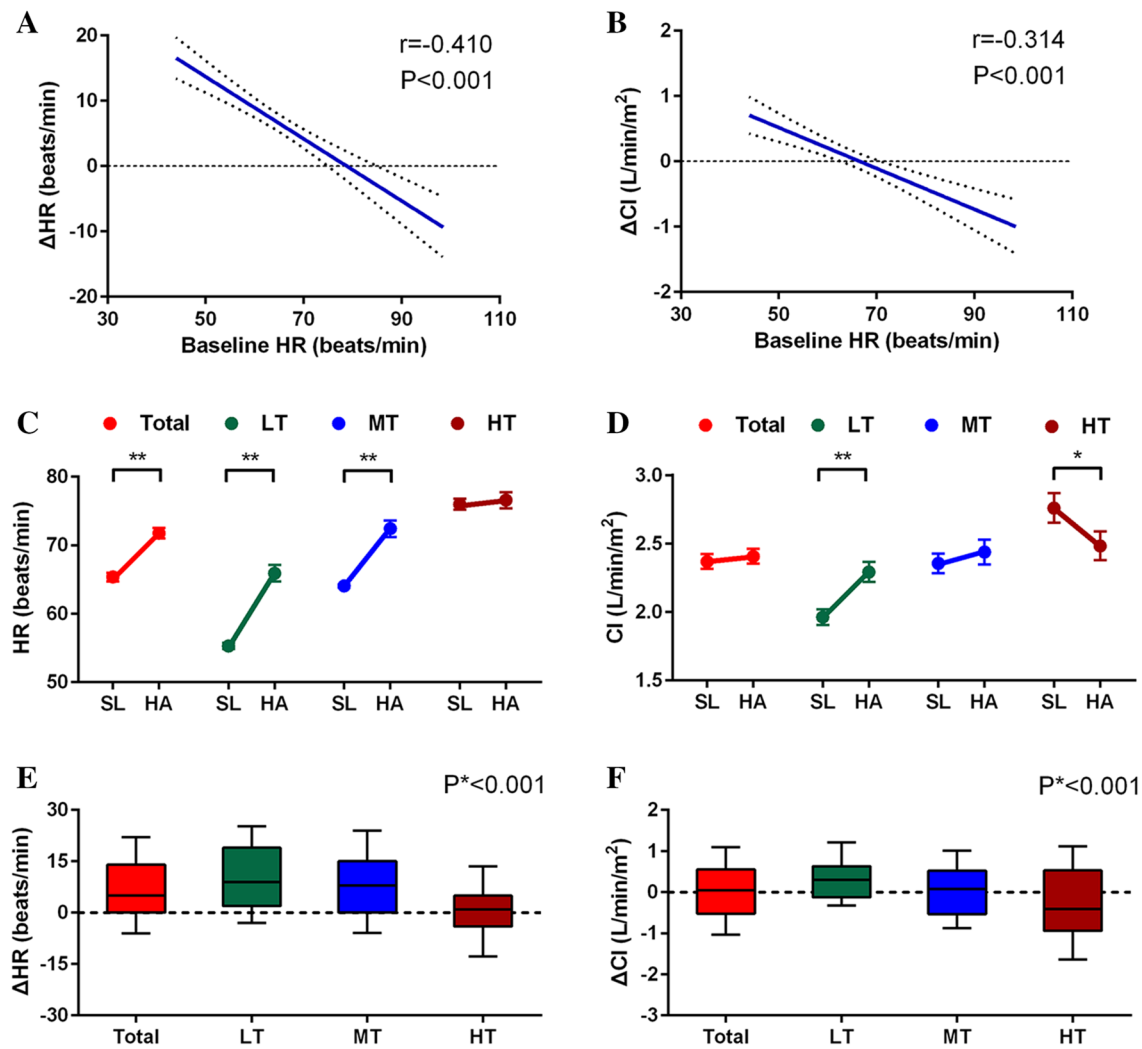 A
r=-0.410
P<0.001
ΔHR (beats/min)
20
10
0
-10
-20
30 50 70 90 110
Baseline HR (beats/min)
B
r=-0.314
P<0.001
ΔCI (L/min/m²)
2
1
0
-1
-2
30 50 70 90 110
Baseline HR (beats/min)
C
Total LT MT HT
** ** **
HR (beats/min)
80
70
60
50
SL HA SL HA SL HA SL HA
D
Total LT MT HT
** *
CI (L/min/m²)
3.0
2.5
2.0
1.5
SL HA SL HA SL HA SL HA
E
P*<0.001
ΔHR (beats/min)
30
15
0
-15
-30
Total LT MT HT
F
P*<0.001
ΔCI (L/min/m²)
2
1
0
-1
-2
-3
Total LT MT HT